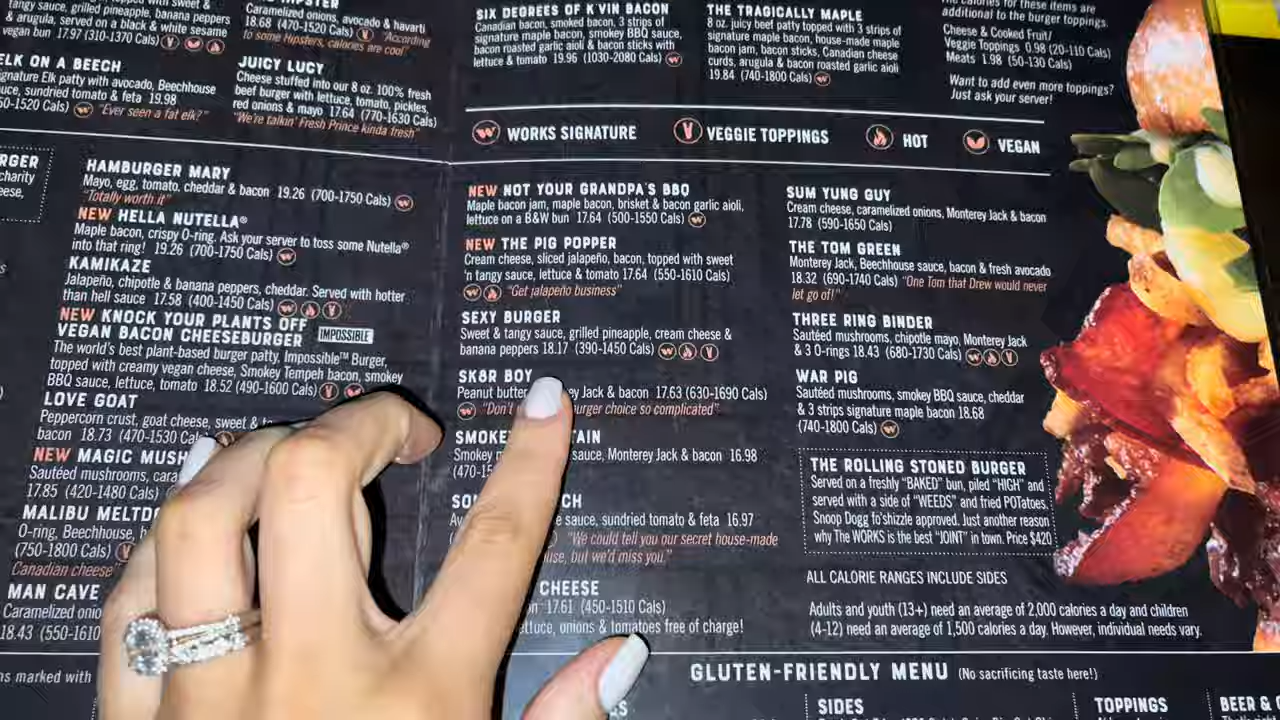 tangy sauce, grilled pineapple, banana peppers
& arugula, served on a black & white sesame
vegan bun 17.97 (310-1370 Cals)
ELK ON A BEECH
Signature Elk patty with avocado, Beechhouse
sauce, sundried tomato & feta 19.98
-1520 Cals) "Ever seen a fat elk?"
Caramelized onions, avocado & havarti
18.68 (470-1520 Cals) "According
to some Hipsters, calories are cool"
JUICY LUCY
Cheese stuffed into our 8 oz. 100% fresh
beef burger with lettuce, tomato, pickles,
red onions & mayo 17.64 (770-1630 Cals)
"We're talkin' Fresh Prince kinda fresh"
SIX DEGREES OF K'VIN BACON
Canadian bacon, smoked bacon, 3 strips of
signature maple bacon, smokey BBQ sauce,
bacon roasted garlic aioli & bacon sticks with
lettuce & tomato 19.96 (1030-2080 Cals)
THE TRAGICALLY MAPLE
8 oz. juicy beef patty topped with 3 strips of
signature maple bacon, house-made maple
bacon jam, bacon sticks, Canadian cheese
curds, arugula & bacon roasted garlic aioli
19.84 (740-1800 Cals)
The calories for these items are
additional to the burger toppings.
Cheese & Cooked Fruit/
Veggie Toppings 0.98 (20-110 Cals)
Meats 1.98 (50-130 Cals)
Want to add even more toppings?
Just ask your server!
WORKS SIGNATURE VEGGIE TOPPINGS HOT VEGAN
RGER
charity
HAMBURGER MARY
Mayo, egg, tomato, cheddar & bacon 19.26 (700-1750 Cals)
"Totally worth it"
NEW HELLA NUTELLA®
Maple bacon, crispy O-ring. Ask your server to toss some Nutella®
into that ring! 19.26 (700-1750 Cals)
KAMIKAZE
Jalapeño, chipotle & banana peppers, cheddar. Served with hotter
than hell sauce 17.58 (400-1450 Cals)
NEW KNOCK YOUR PLANTS OFF
VEGAN BACON CHEESEBURGER IMPOSSIBLE
The world's best plant-based burger patty, Impossible™ Burger,
topped with creamy vegan cheese, Smokey Tempeh bacon, smokey
BBQ sauce, lettuce, tomato 18.52 (490-1600 Cals)
LOVE GOAT
Peppercorn crust, goat cheese, sweet &
bacon 18.73 (470-1530 Cals)
NEW MAGIC MUSH
Sautéed mushrooms, cara
17.85 (420-1480 Cals)
MALIBU MELTDO
O-ring, Beechhouse, h
(750-1800 Cals)
Canadian cheese"
MAN CAVE
Caramelized onio
18.43 (550-1610
NEW NOT YOUR GRANDPA'S BBQ
Maple bacon jam, maple bacon, brisket & bacon garlic aioli,
lettuce on a B&W bun 17.64 (500-1550 Cals)
NEW THE PIG POPPER
Cream cheese, sliced jalapeño, bacon, topped with sweet
'n tangy sauce, lettuce & tomato 17.64 (550-1610 Cals)
"Get jalapeño business"
SEXY BURGER
Sweet & tangy sauce, grilled pineapple, cream cheese &
banana peppers 18.17 (390-1450 Cals)
SK8R BOY
Peanut butter ey Jack & bacon 17.63 (630-1690 Cals)
"Don't urger choice so complicated"
SMOKE TAIN
Smokey m sauce, Monterey Jack & bacon 16.98
(470-15
SO CH
Av e sauce, sundried tomato & feta 16.97
"We could tell you our secret house-made
use, but we'd miss you."
CHEESE
on 17.61 (450-1510 Cals)
ettuce, onions & tomatoes free of charge!
SUM YUNG GUY
Cream cheese, caramelized onions, Monterey Jack & bacon
17.78 (590-1650 Cals)
THE TOM GREEN
Monterey Jack, Beechhouse sauce, bacon & fresh avocado
18.32 (690-1740 Cals) "One Tom that Drew would never
let go of!"
THREE RING BINDER
Sautéed mushrooms, chipotle mayo, Monterey Jack
& 3 O-rings 18.43 (680-1730 Cals)
WAR PIG
Sautéed mushrooms, smokey BBQ sauce, cheddar
& 3 strips signature maple bacon 18.68
(740-1800 Cals)
THE ROLLING STONED BURGER
Served on a freshly "BAKED" bun, piled "HIGH" and
served with a side of "WEEDS" and fried POTatoes.
Snoop Dogg fo'shizzle approved. Just another reason
why The WORKS is the best "JOINT" in town. Price $420
ALL CALORIE RANGES INCLUDE SIDES
Adults and youth (13+) need an average of 2,000 calories a day and children
(4-12) need an average of 1,500 calories a day. However, individual needs vary.
ns marked with
GLUTEN-FRIENDLY MENU (No sacrificing taste here!)
SIDES
TOPPINGS
BEER &